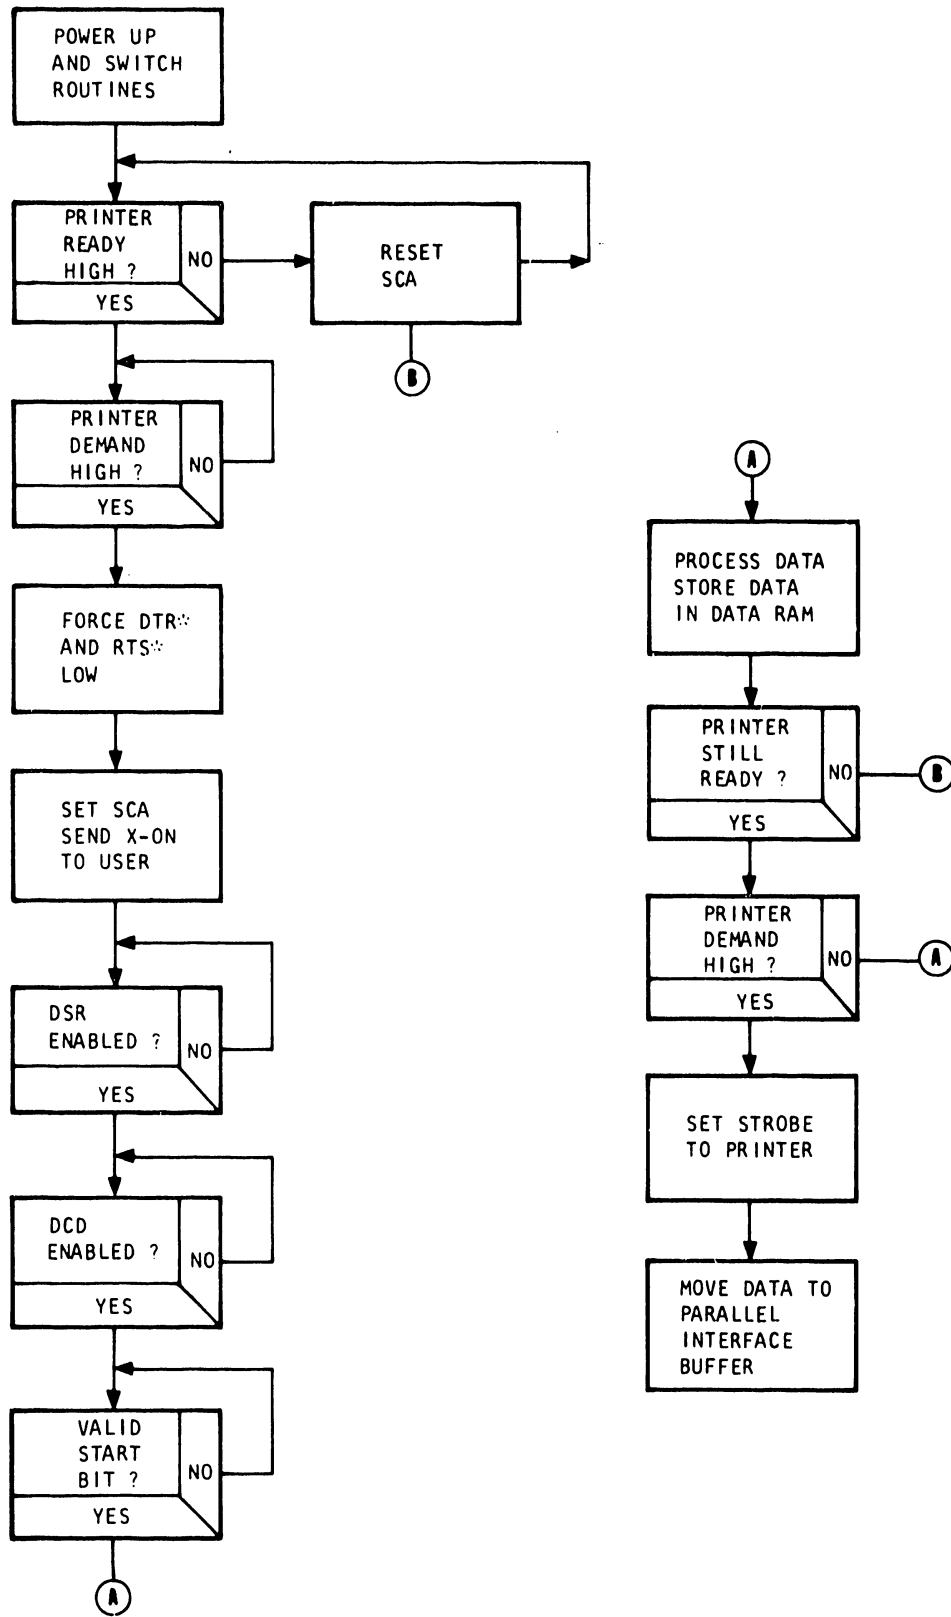 POWER UP
AND SWITCH
ROUTINES
PRINTER
READY
HIGH ?
NO
YES
RESET
SCA
B
PRINTER
DEMAND
HIGH ?
NO
YES
FORCE DTR*
AND RTS*
LOW
SET SCA
SEND X-ON
TO USER
DSR
ENABLED ?
NO
YES
DCD
ENABLED ?
NO
YES
VALID
START
BIT ?
NO
YES
A
A
PROCESS DATA
STORE DATA
IN DATA RAM
PRINTER
STILL
READY ?
NO
B
YES
PRINTER
DEMAND
HIGH ?
NO
A
YES
SET STROBE
TO PRINTER
MOVE DATA TO
PARALLEL
INTERFACE
BUFFER